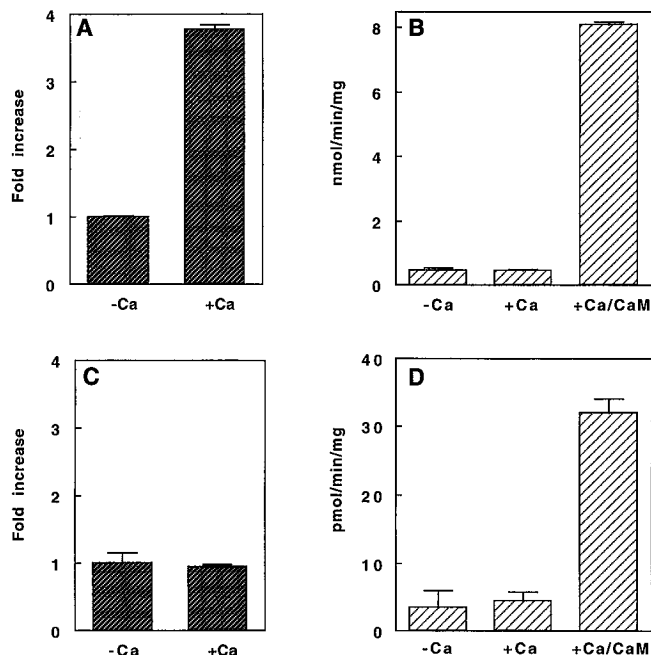 A
Fold increase
4
3
2
1
0
-Ca
+Ca
B
nmol/min/mg
8
6
4
2
0
-Ca
+Ca
+Ca/CaM
C
Fold increase
4
3
2
1
0
-Ca
+Ca
D
pmol/min/mg
40
30
20
10
0
-Ca
+Ca
+Ca/CaM